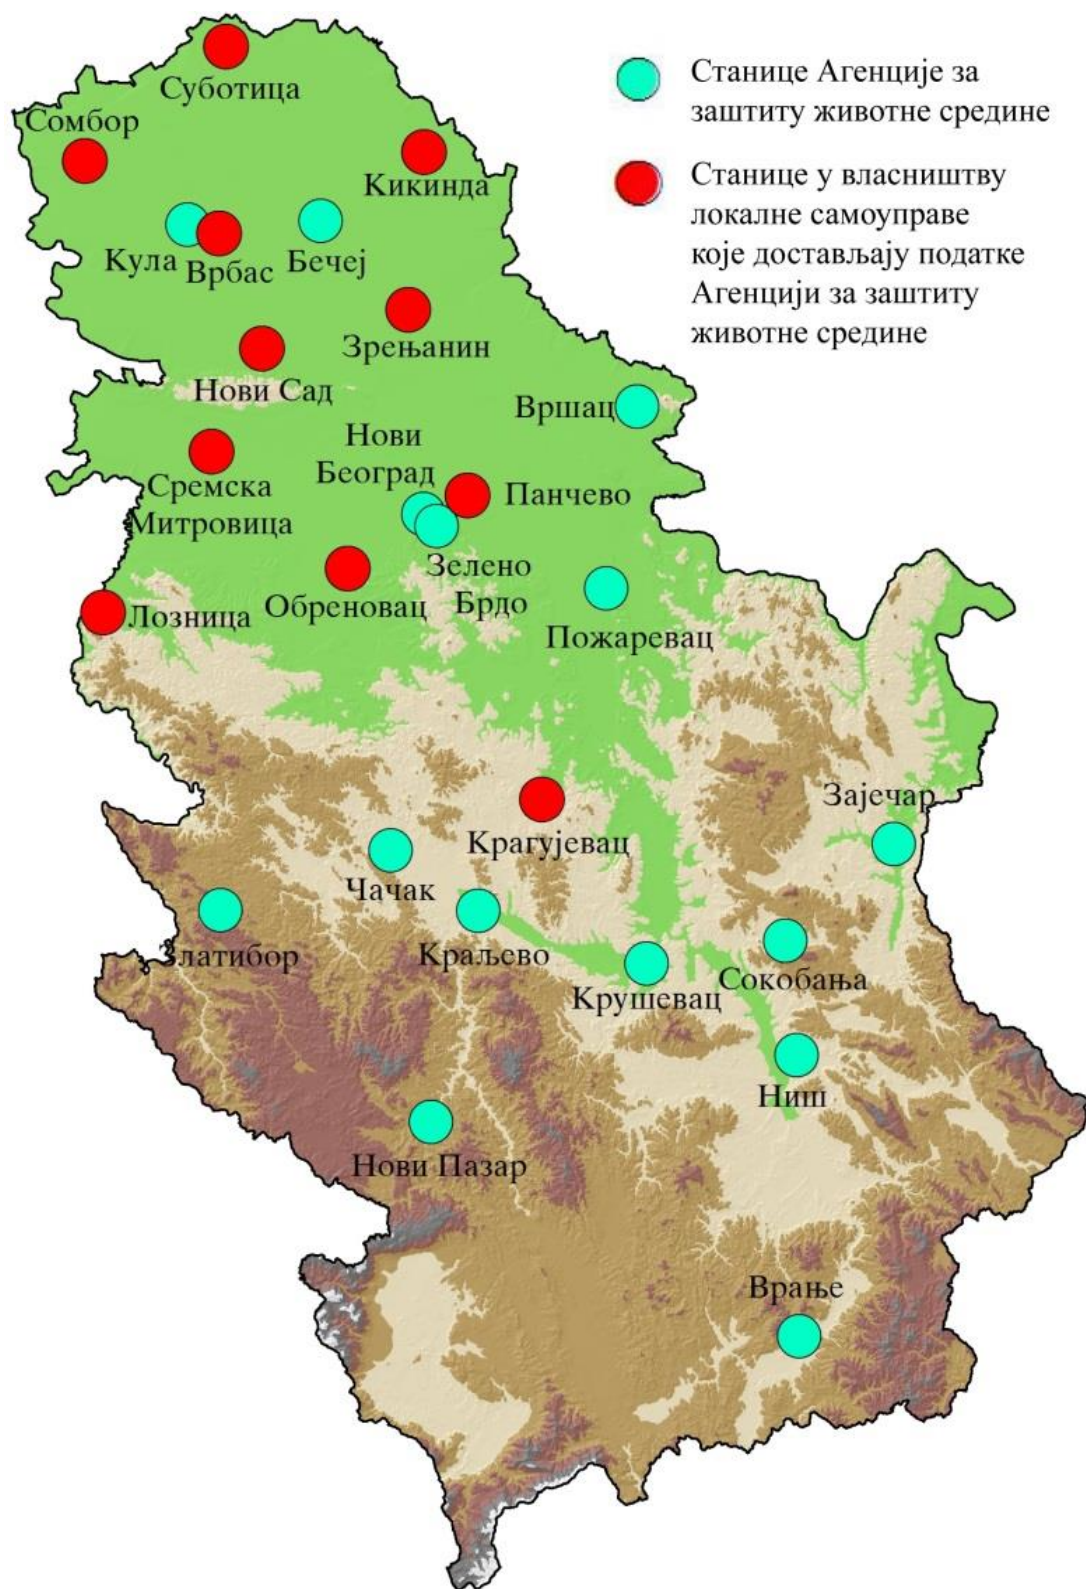 Станице Агенције за
заштиту животне средине
Станице у власништву
локалне самоуправе
које достављају податке
Агенцији за заштиту
животне средине
Суботица
Сомбор
Кикинда
Кула
Врбас
Бечеј
Зрењанин
Нови Сад
Вршац
Нови
Београд
Сремска
Митровица
Панчево
Зелено
Брдо
Обреновац
Лозница
Пожаревац
Зајечар
Крагујевац
Чачак
Златибор
Краљево
Крушевац
Сокобања
Ниш
Нови Пазар
Врање